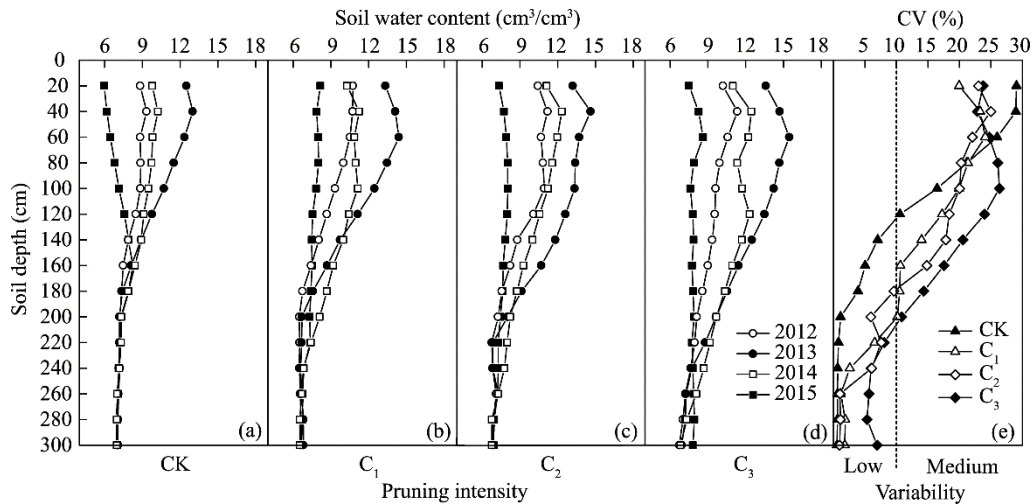 Soil water content (cm³/cm³) CV (%)
6 9 12 15 18 6 9 12 15 18 6 9 12 15 18 6 9 12 15 18 5 10 15 20 25 30
Soil depth (cm)
0
20
40
60
80
100
120
140
160
180
200
220
240
260
280
300
2012
2013
2014
2015
CK
C₁
C₂
C₃
(a) (b) (c) (d) (e)
CK C₁ C₂ C₃ Low Medium
Pruning intensity Variability